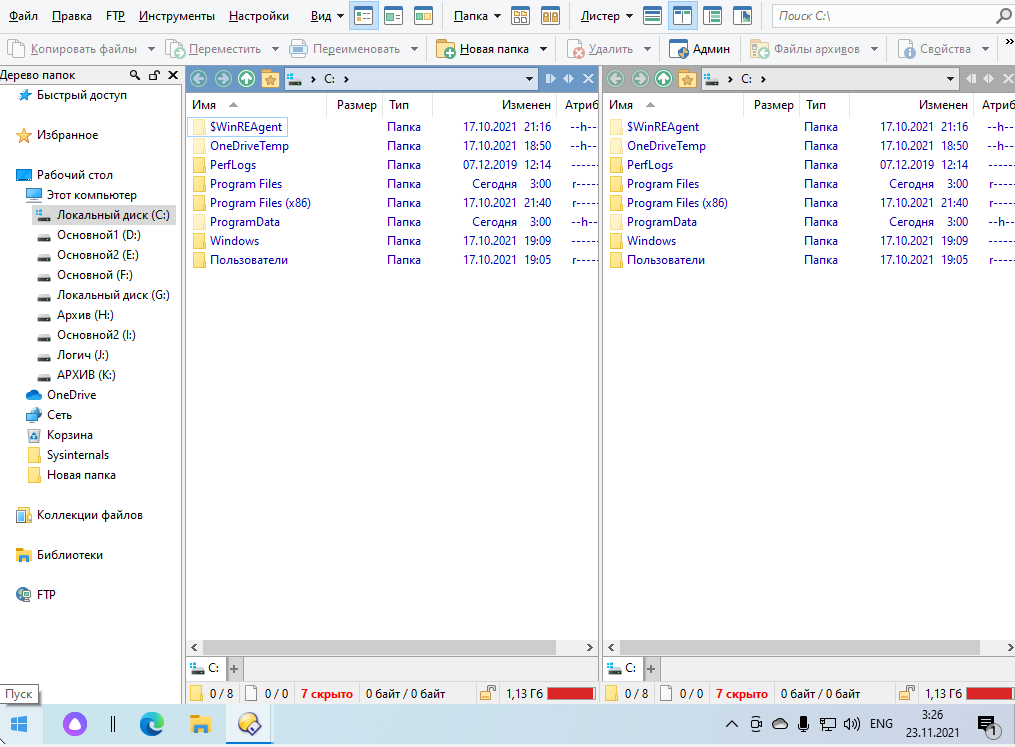 Файл Правка FTP Инструменты Настройки Вид Папка Листер Поиск C:\
Копировать файлы Переместить Переименовать Новая папка Удалить Админ Файлы архивов Свойства »
Дерево папок
Быстрый доступ
Избранное
Рабочий стол
Этот компьютер
Локальный диск (C:)
Основной1 (D:)
Основной2 (E:)
Основной (F:)
Локальный диск (G:)
Архив (H:)
Основной2 (I:)
Логич (J:)
АРХИВ (K:)
OneDrive
Сеть
Корзина
Sysinternals
Новая папка
Коллекции файлов
Библиотеки
FTP
C:
Имя Размер Тип Изменен Атриб
$WinREAgent Папка 17.10.2021 21:16 --h--
OneDriveTemp Папка 17.10.2021 18:50 --h--
PerfLogs Папка 07.12.2019 12:14 -----
Program Files Папка Сегодня 3:00 r----
Program Files (x86) Папка 17.10.2021 21:40 r----
ProgramData Папка Сегодня 3:00 --h--
Windows Папка 17.10.2021 19:09 -----
Пользователи Папка 17.10.2021 19:05 r----
C: +
0 / 8 0 / 0 7 скрыто 0 байт / 0 байт 1,13 Гб
C:
Имя Размер Тип Изменен Атриб
$WinREAgent Папка 17.10.2021 21:16 --h--
OneDriveTemp Папка 17.10.2021 18:50 --h--
PerfLogs Папка 07.12.2019 12:14 -----
Program Files Папка Сегодня 3:00 r----
Program Files (x86) Папка 17.10.2021 21:40 r----
ProgramData Папка Сегодня 3:00 --h--
Windows Папка 17.10.2021 19:09 -----
Пользователи Папка 17.10.2021 19:05 r----
C: +
0 / 8 0 / 0 7 скрыто 0 байт / 0 байт 1,13 Гб
Пуск
ENG
3:26
23.11.2021
1